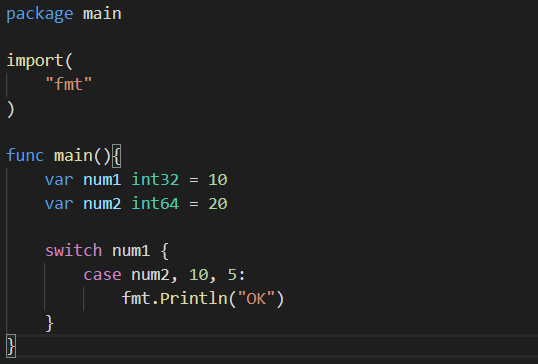 package main
import(
"fmt"
)
func main(){
var num1 int32 = 10
var num2 int64 = 20
switch num1 {
case num2, 10, 5:
fmt.Println("OK")
}
}